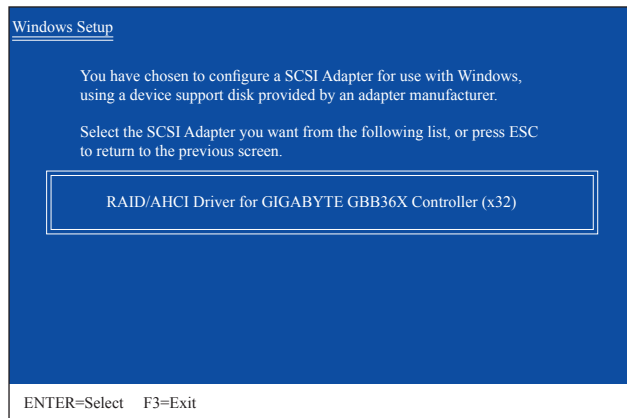 Windows Setup
You have chosen to configure a SCSI Adapter for use with Windows,
using a device support disk provided by an adapter manufacturer.
Select the SCSI Adapter you want from the following list, or press ESC
to return to the previous screen.
RAID/AHCI Driver for GIGABYTE GBB36X Controller (x32)
ENTER=Select F3=Exit